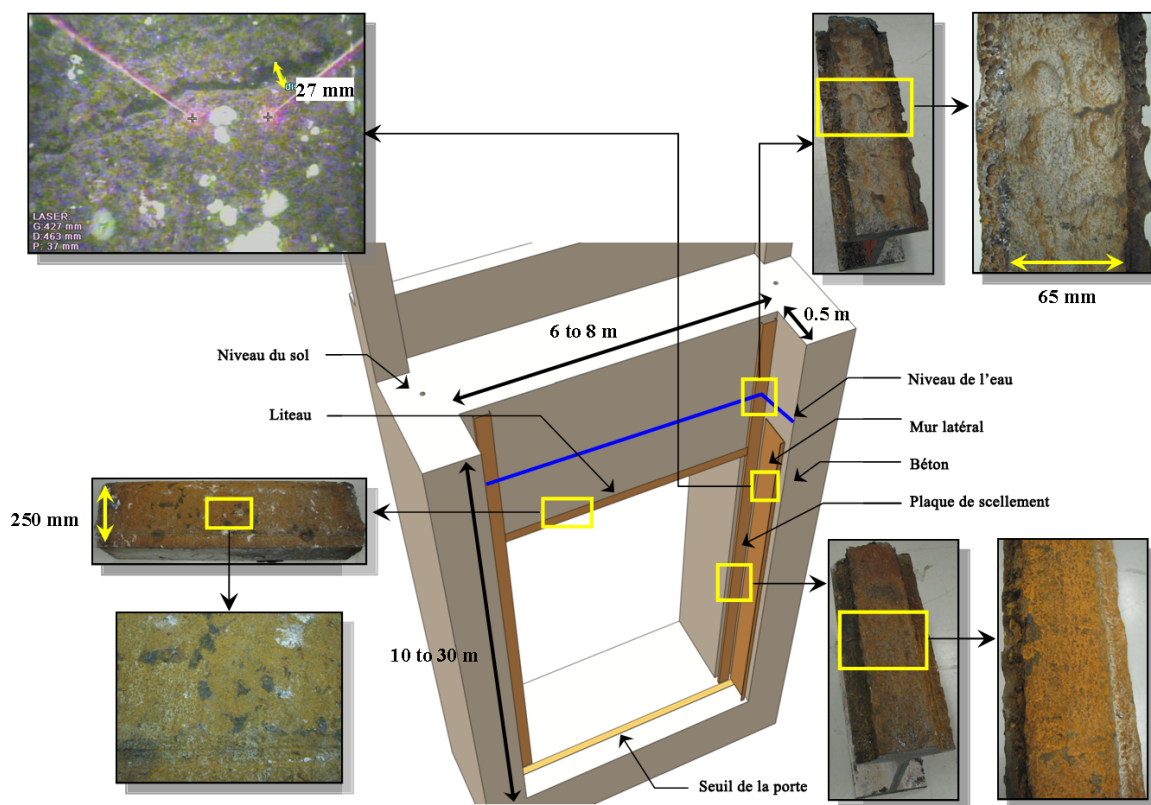 27 mm
LASER
G:427 mm
D:463 mm
P: 37 mm
65 mm
6 to 8 m
0.5 m
Niveau du sol
Liteau
Niveau de l'eau
Mur latéral
Béton
Plaque de scellement
250 mm
10 to 30 m
Seuil de la porte